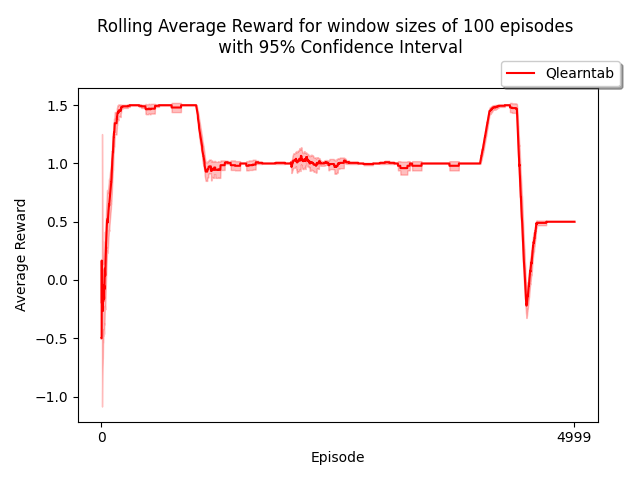 Rolling Average Reward for window sizes of 100 episodes
with 95% Confidence Interval
Qlearntab
1.5
1.0
0.5
0.0
−0.5
−1.0
Average Reward
0
4999
Episode